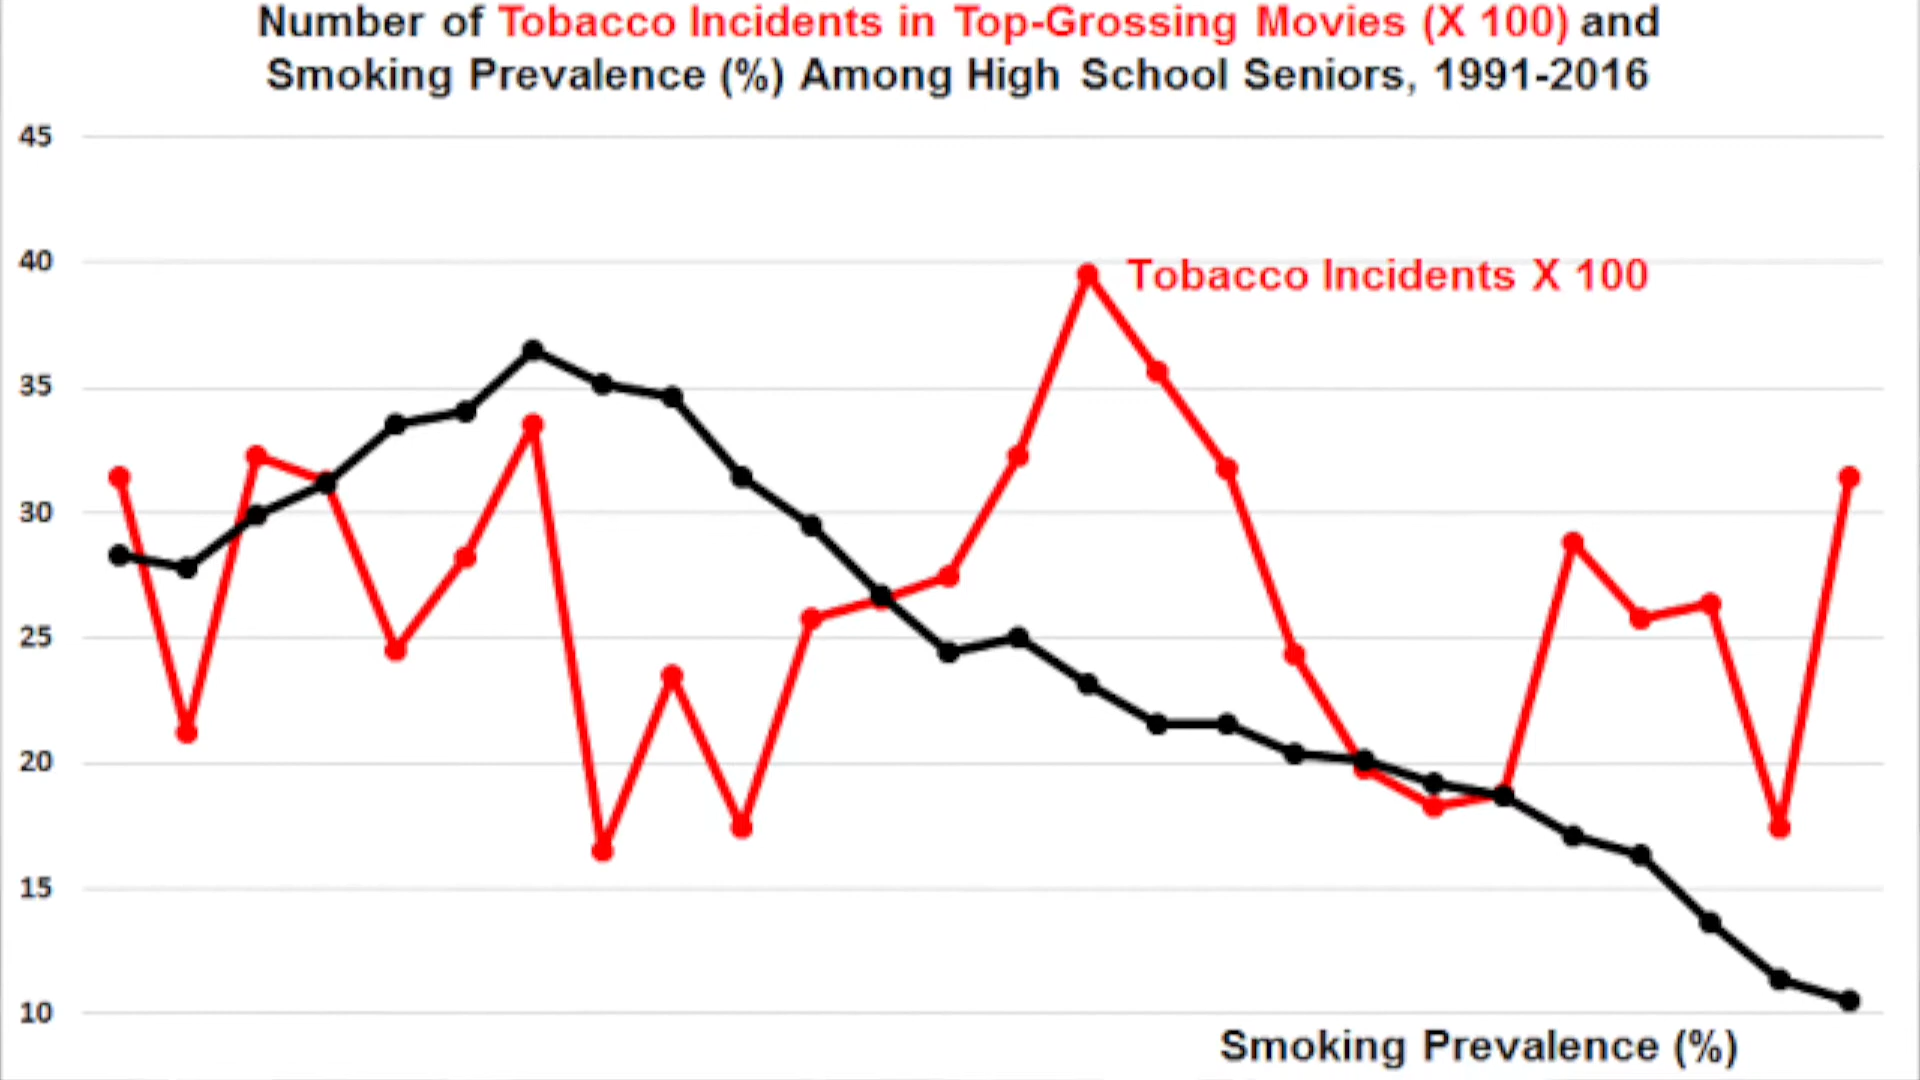 Number of Tobacco Incidents in Top-Grossing Movies (X 100) and
Smoking Prevalence (%) Among High School Seniors, 1991-2016
45
40
Tobacco Incidents X 100
35
30
25
20
15
10
Smoking Prevalence (%)